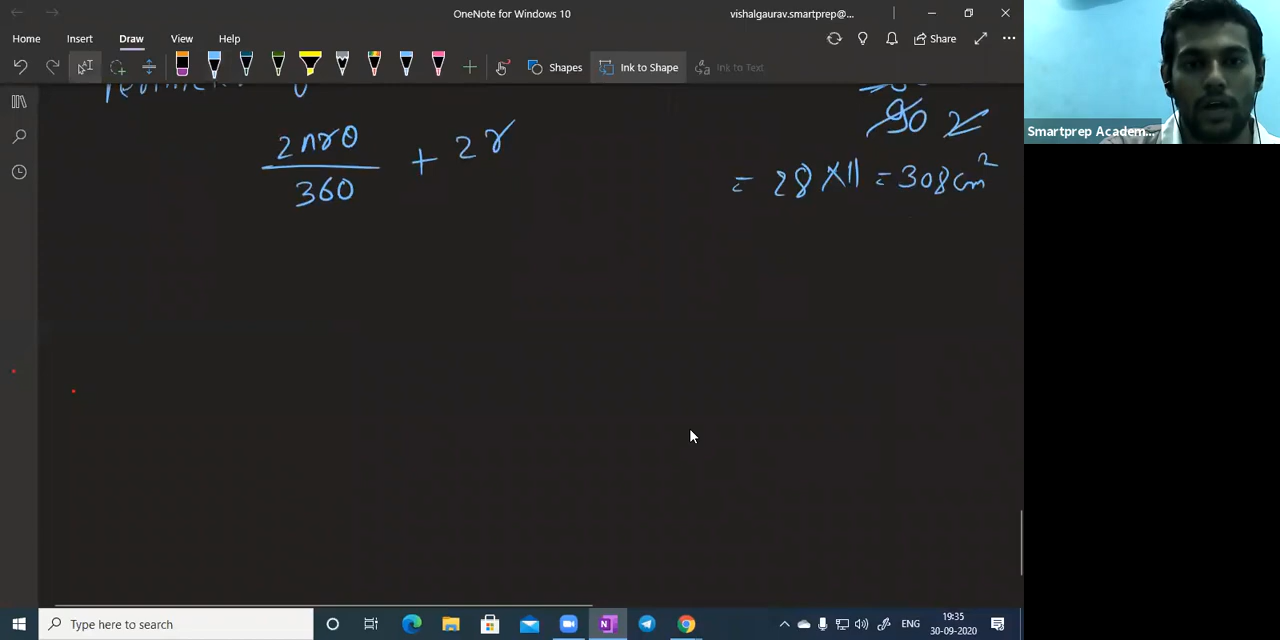 OneNote for Windows 10
vishalgaurav.smartprep@...
Home Insert Draw View Help
Share
Shapes
Ink to Shape
Ink to Text
2πrθ
360
+ 2r
90 2
= 28 × 11 = 308 cm²
Smartprep Academ...
Type here to search
ENG
19:35
30-09-2020